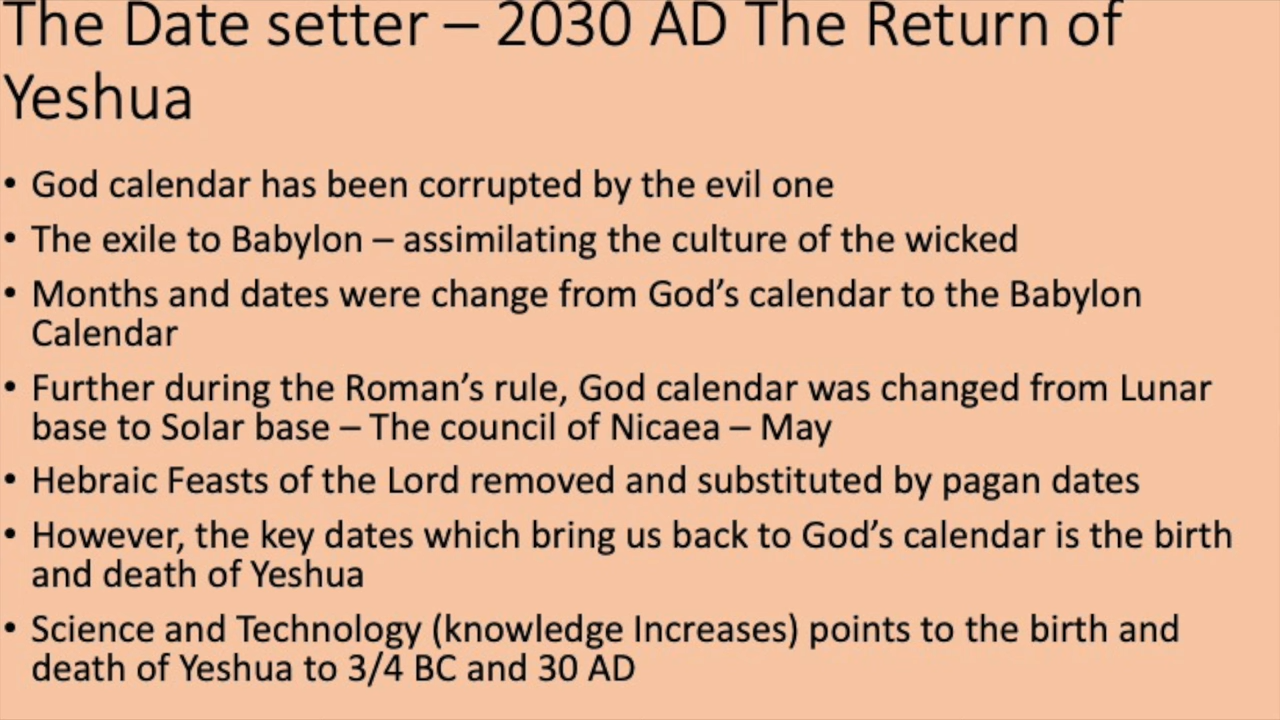 The Date setter – 2030 AD The Return of
Yeshua
• God calendar has been corrupted by the evil one
• The exile to Babylon – assimilating the culture of the wicked
• Months and dates were change from God’s calendar to the Babylon
Calendar
• Further during the Roman’s rule, God calendar was changed from Lunar
base to Solar base – The council of Nicaea – May
• Hebraic Feasts of the Lord removed and substituted by pagan dates
• However, the key dates which bring us back to God’s calendar is the birth
and death of Yeshua
• Science and Technology (knowledge Increases) points to the birth and
death of Yeshua to 3/4 BC and 30 AD